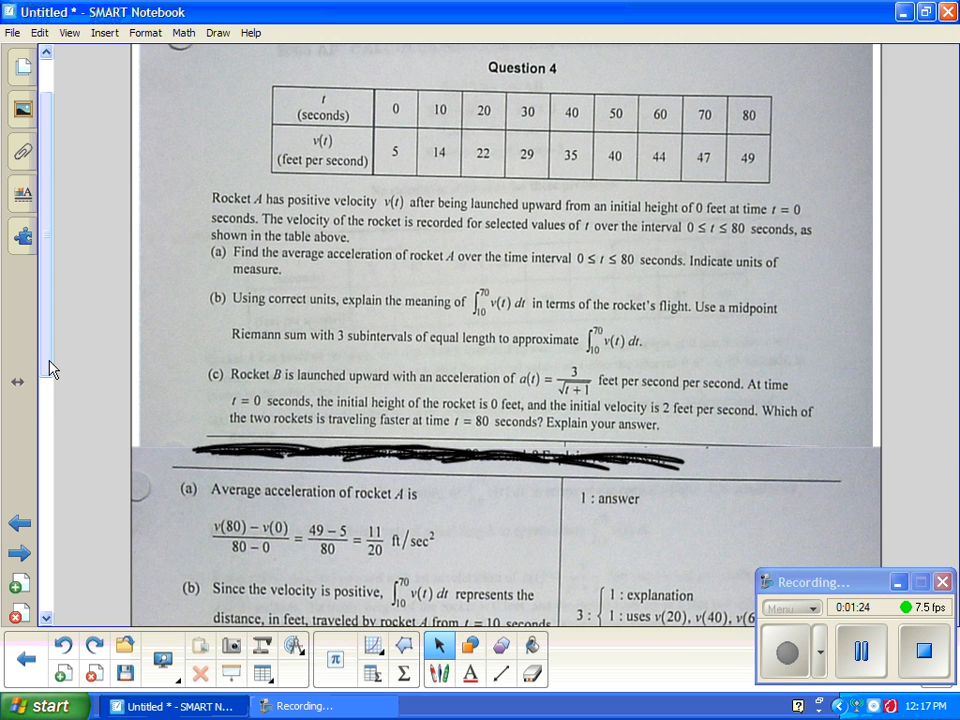 Untitled * - SMART Notebook
File Edit View Insert Format Math Draw Help
Question 4
t (seconds) 0 10 20 30 40 50 60 70 80
v(t) (feet per second) 5 14 22 29 35 40 44 47 49
Rocket A has positive velocity v(t) after being launched upward from an initial height of 0 feet at time t = 0
seconds. The velocity of the rocket is recorded for selected values of t over the interval 0 ≤ t ≤ 80 seconds, as
shown in the table above.
(a) Find the average acceleration of rocket A over the time interval 0 ≤ t ≤ 80 seconds. Indicate units of
measure.
(b) Using correct units, explain the meaning of ∫₁₀⁷⁰ v(t) dt in terms of the rocket's flight. Use a midpoint
Riemann sum with 3 subintervals of equal length to approximate ∫₁₀⁷⁰ v(t) dt.
(c) Rocket B is launched upward with an acceleration of a(t) = 3/√(t + 1) feet per second per second. At time
t = 0 seconds, the initial height of the rocket is 0 feet, and the initial velocity is 2 feet per second. Which of
the two rockets is traveling faster at time t = 80 seconds? Explain your answer.
(a) Average acceleration of rocket A is
1 : answer
(v(80) − v(0))/(80 − 0) = (49 − 5)/80 = 11/20 ft/sec²
(b) Since the velocity is positive, ∫₁₀⁷⁰ v(t) dt represents the
distance, in feet, traveled by rocket A from t = 10 seconds
3 : { 1 : explanation
1 : uses v(20), v(40), v(6
Recording...
Menu 0:01:24 7.5 fps
start Untitled * - SMART N... Recording... 12:17 PM